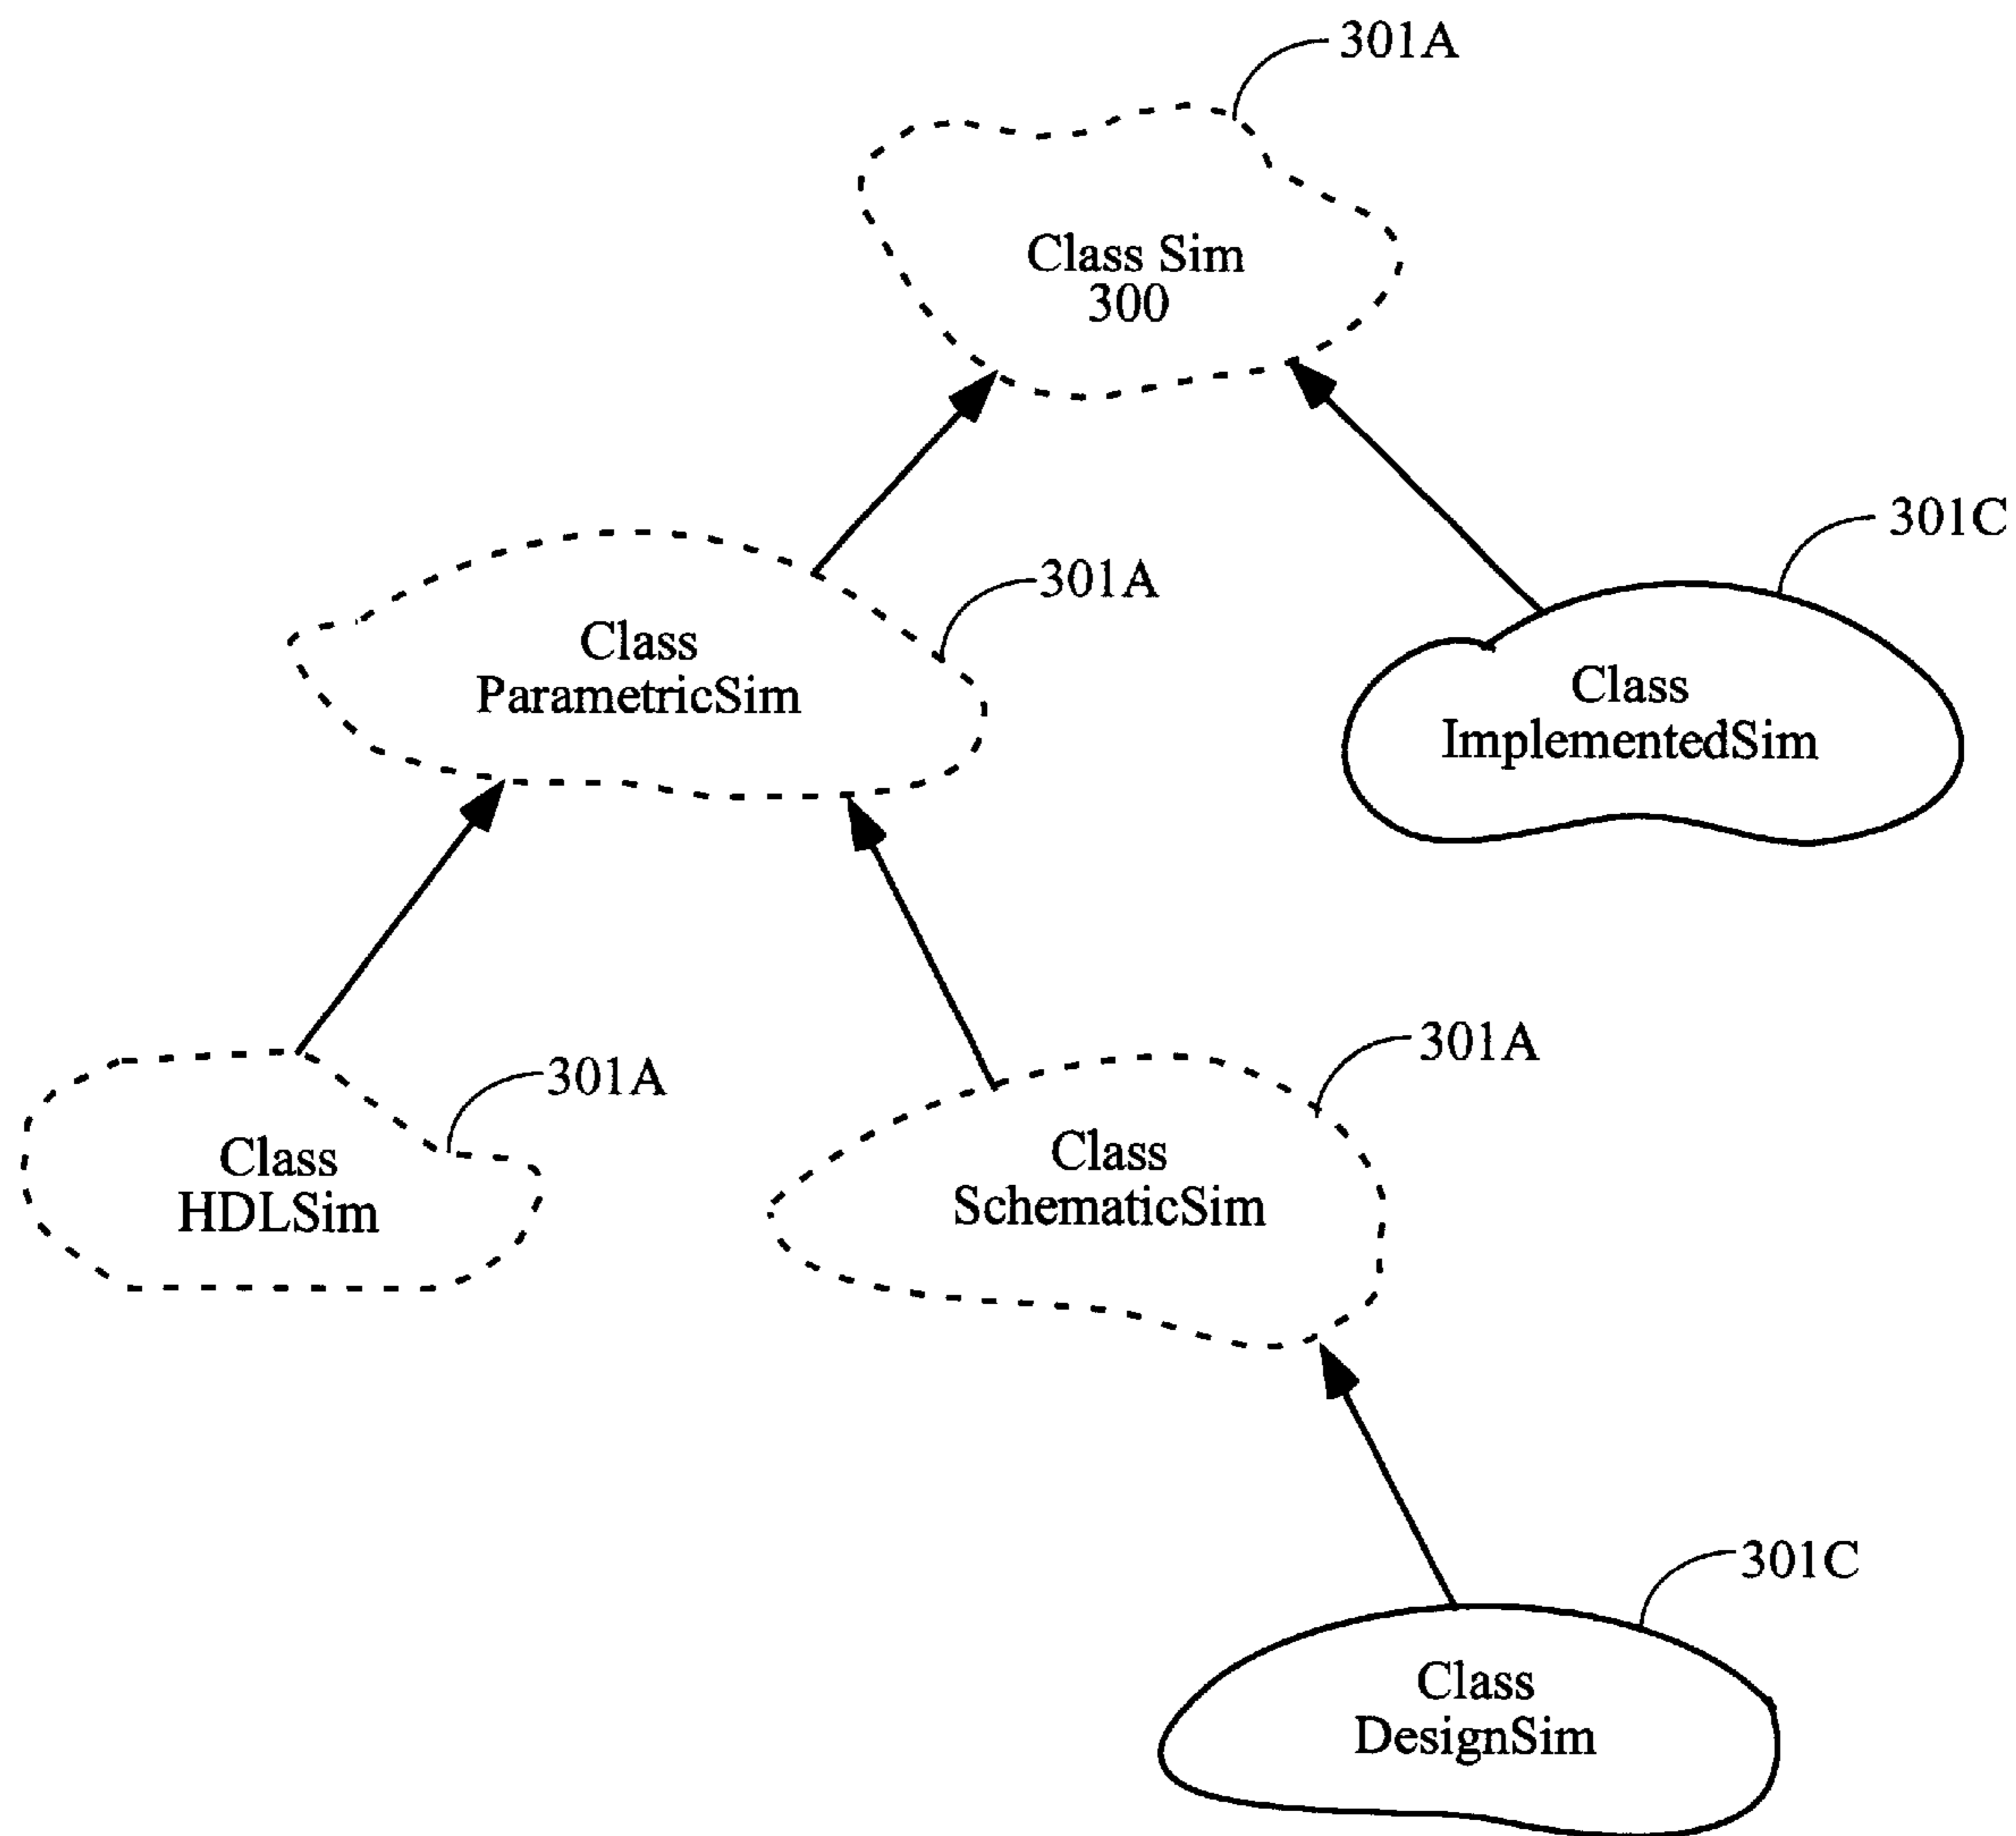 301A
Class Sim
300
301C
301A
Class
ParametricSim
Class
ImplementedSim
301A
301A
Class
HDLSim
Class
SchematicSim
301C
Class
DesignSim